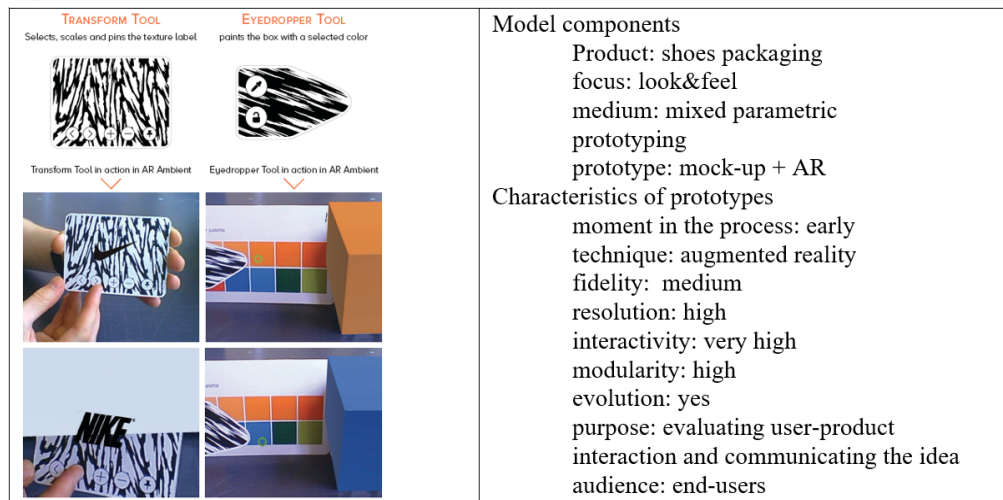 TRANSFORM TOOL
Selects, scales and pins the texture label
Transform Tool in action in AR Ambient
NIKE
EYEDROPPER TOOL
paints the box with a selected color
Eyedropper Tool in action in AR Ambient
palette
palette
Model components
Product: shoes packaging
focus: look&feel
medium: mixed parametric
prototyping
prototype: mock-up + AR
Characteristics of prototypes
moment in the process: early
technique: augmented reality
fidelity:  medium
resolution: high
interactivity: very high
modularity: high
evolution: yes
purpose: evaluating user-product
interaction and communicating the idea
audience: end-users